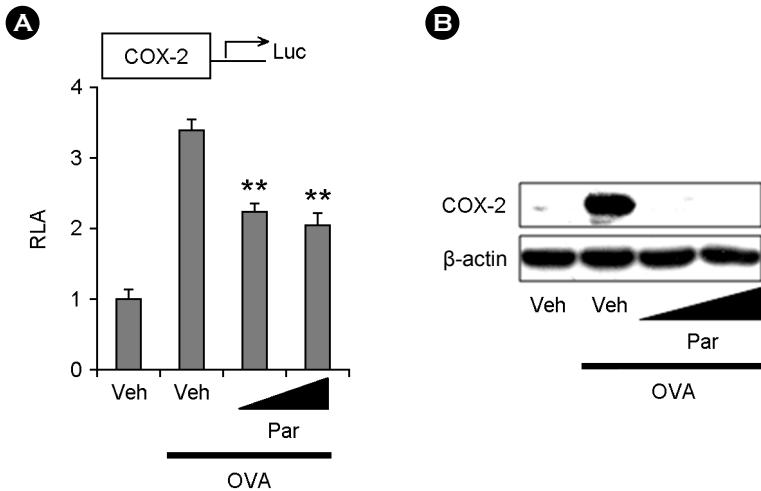 A
COX-2
Luc
4
3
2
1
0
RLA
**
**
Veh
Veh
Par
OVA
B
COX-2
β-actin
Veh
Veh
Par
OVA